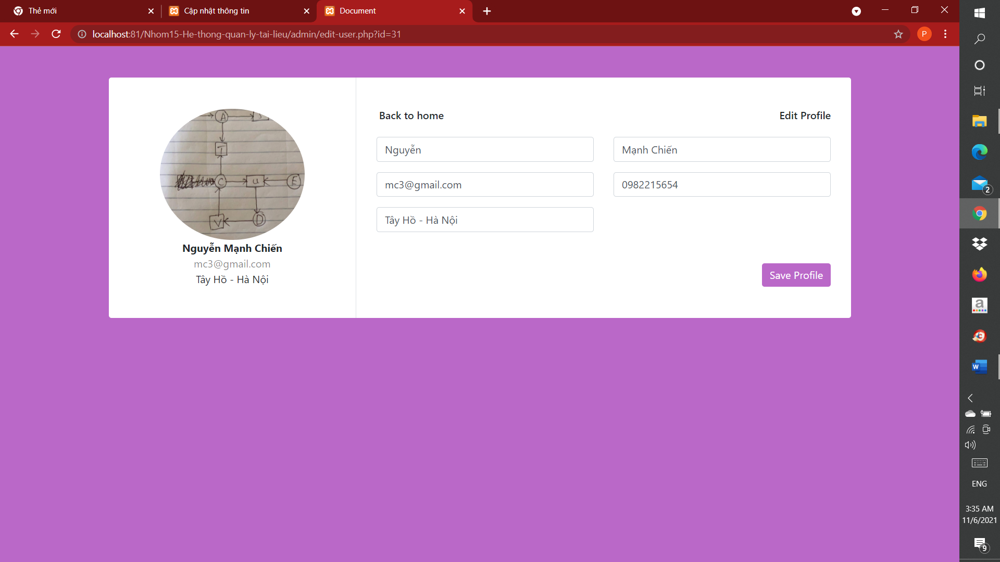 Thẻ mới
Cập nhật thông tin
Document
localhost:81/Nhom15-He-thong-quan-ly-tai-lieu/admin/edit-user.php?id=31
P
A
I
C
u
E
V
D
Nguyễn Mạnh Chiến
mc3@gmail.com
Tây Hồ - Hà Nội
Back to home
Edit Profile
Nguyễn
Mạnh Chiến
mc3@gmail.com
0982215654
Tây Hồ - Hà Nội
Save Profile
2
a
W
ENG
3:35 AM
11/6/2021
9